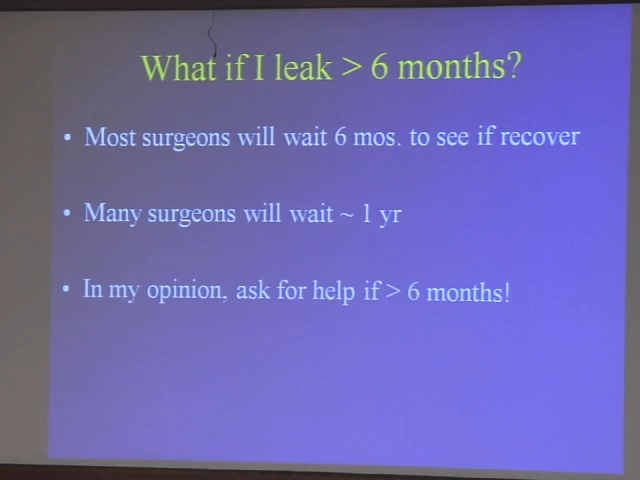 What if I leak > 6 months?
• Most surgeons will wait 6 mos. to see if recover
• Many surgeons will wait ~ 1 yr
• In my opinion, ask for help if > 6 months!